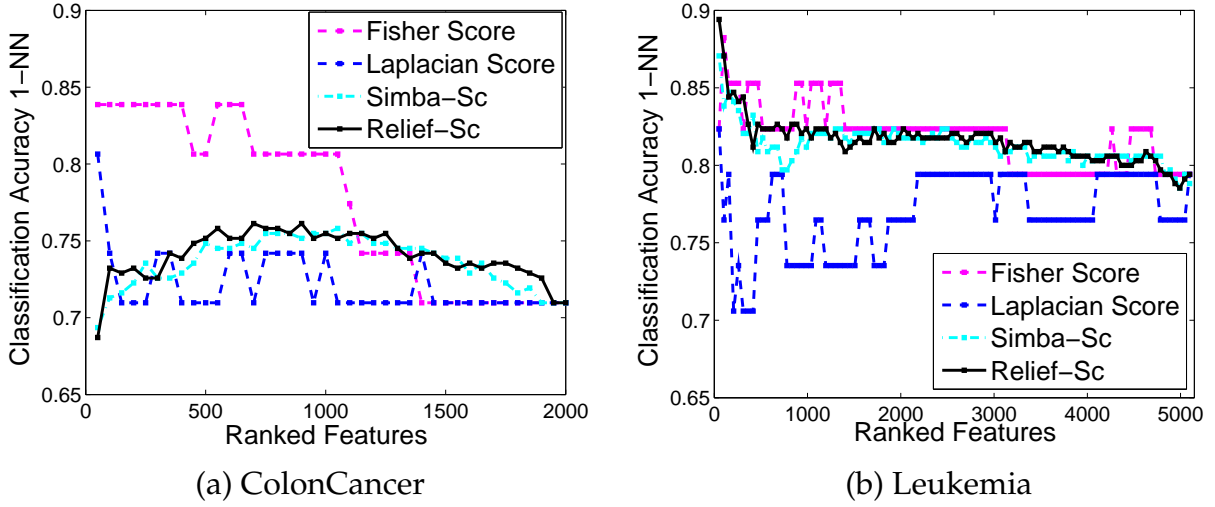 0.9
0.85
0.8
0.75
0.7
0.65
Classification Acuracy 1−NN
Fisher Score
Laplacian Score
Simba−Sc
Relief−Sc
0 500 1000 1500 2000
Ranked Features
(a) ColonCancer
0.9
0.85
0.8
0.75
0.7
0.65
Classification Acuracy 1−NN
Fisher Score
Laplacian Score
Simba−Sc
Relief−Sc
0 1000 2000 3000 4000 5000
Ranked Features
(b) Leukemia